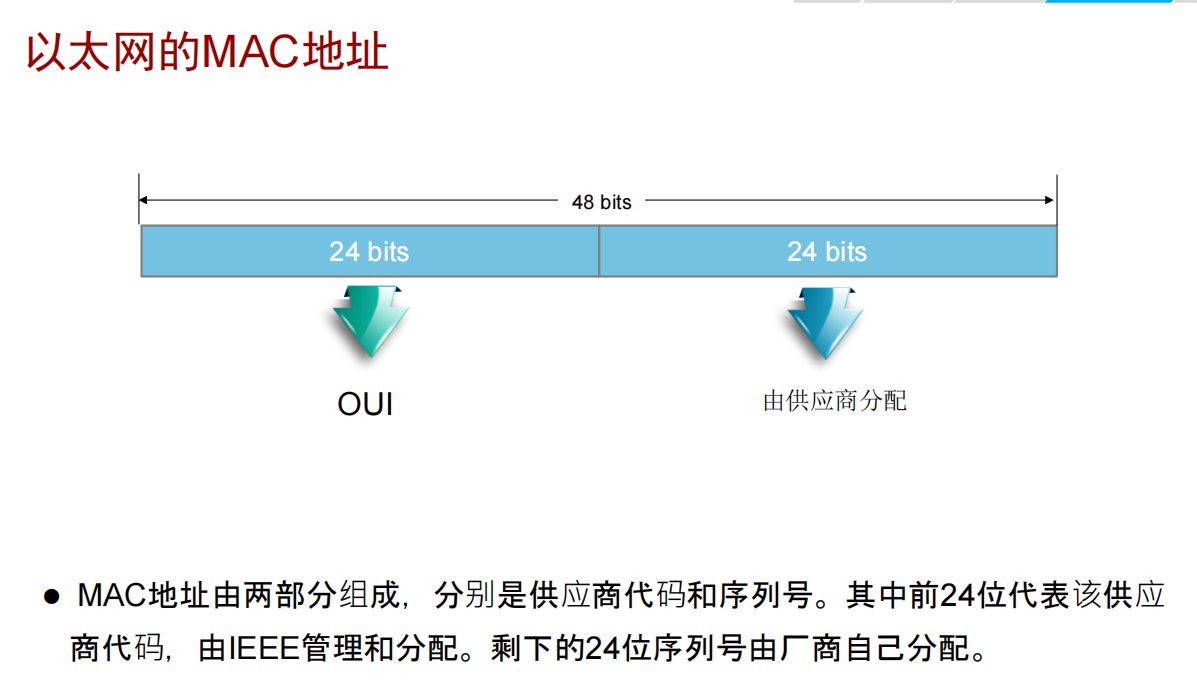 以太网的MAC地址
48 bits
24 bits
24 bits
OUI
由供应商分配
● MAC地址由两部分组成，分别是供应商代码和序列号。其中前24位代表该供应
商代码，由IEEE管理和分配。剩下的24位序列号由厂商自己分配。